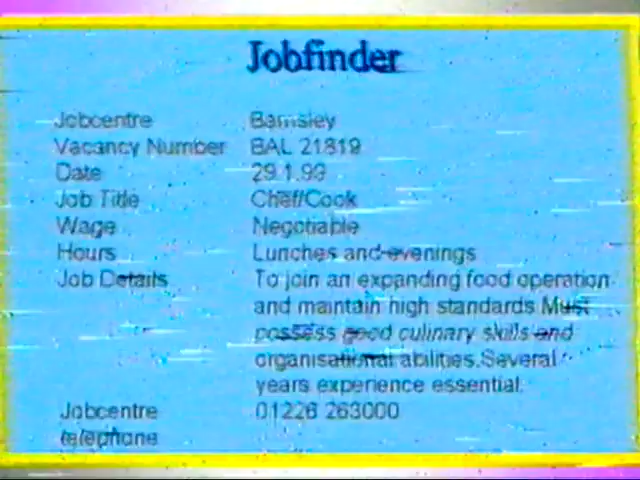 Jobfinder
Jobcentre Barnsley
Vacancy Number BAL 21819
Date 29.1.99
Job Title Chef/Cook
Wage Negotiable
Hours Lunches and evenings
Job Details To join an expanding food operation
and maintain high standards Must
possess good culinary skills and
organisational abilities.Several
years experience essential.
Jobcentre 01226 263000
telephone